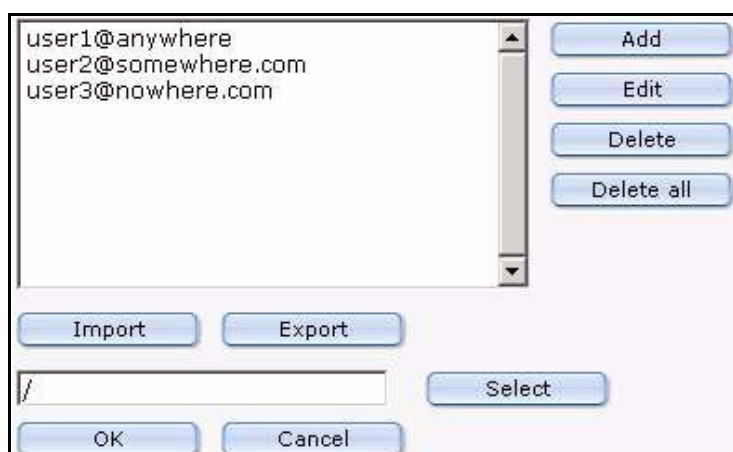 user1@anywhere
user2@somewhere.com
user3@nowhere.com
Add
Edit
Delete
Delete all
Import Export
/ Select
OK Cancel